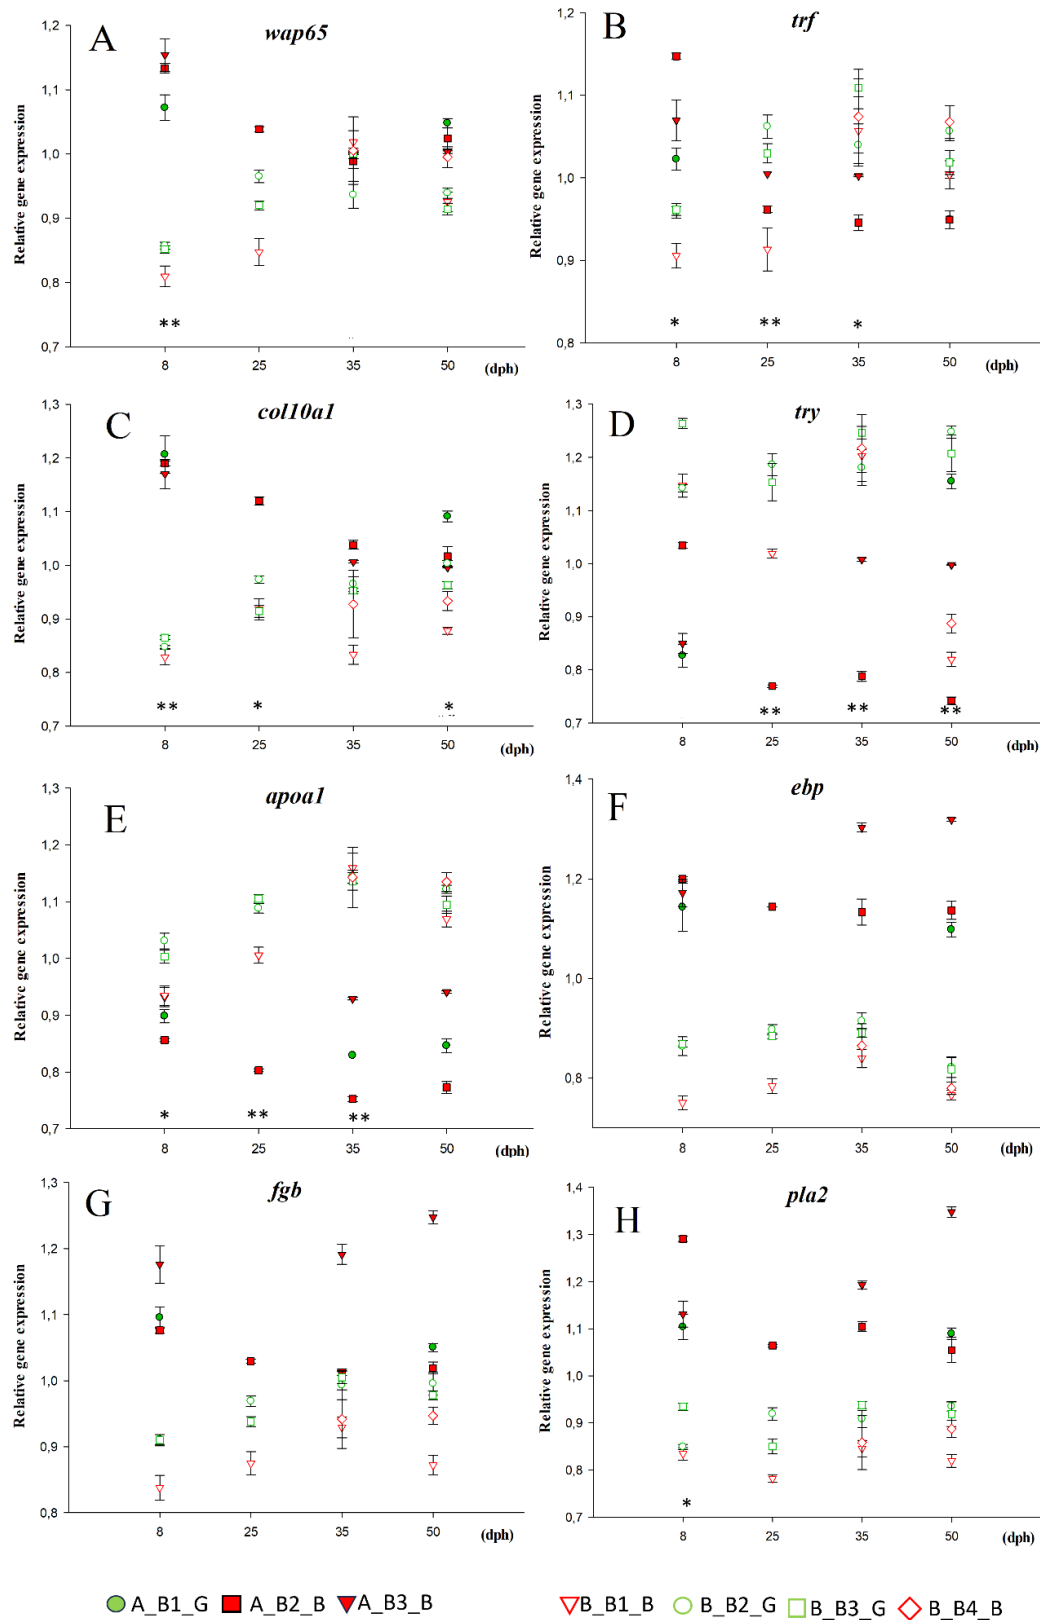 A wap65
Relative gene expression
1,2
1,1
1,0
0,9
0,8
0,7
**
8 25 35 50 (dph)
B trf
Relative gene expression
1,2
1,1
1,0
0,9
0,8
* ** *
8 25 35 50 (dph)
C col10a1
Relative gene expression
1,3
1,2
1,1
1,0
0,9
0,8
0,7
** * *
8 25 35 50 (dph)
D try
Relative gene expression
1,3
1,2
1,1
1,0
0,9
0,8
0,7
** ** **
8 25 35 50 (dph)
E apoa1
Relative gene expression
1,3
1,2
1,1
1,0
0,9
0,8
0,7
* ** **
8 25 35 50 (dph)
F ebp
Relative gene expression
1,4
1,2
1,0
0,8
8 25 35 50 (dph)
G fgb
Relative gene expression
1,3
1,2
1,1
1,0
0,9
0,8
8 25 35 50 (dph)
H pla2
Relative gene expression
1,4
1,3
1,2
1,1
1,0
0,9
0,8
0,7
*
8 25 35 50 (dph)
A_B1_G A_B2_B A_B3_B B_B1_B B_B2_G B_B3_G B_B4_B